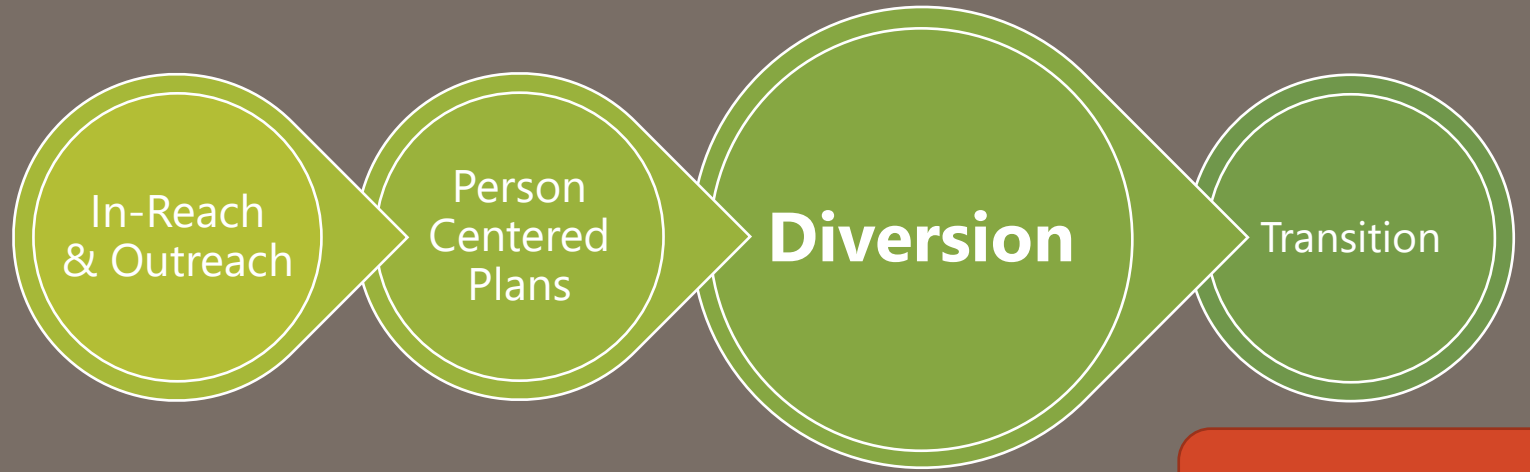 In-Reach
& Outreach
Person
Centered
Plans
Diversion
Transition